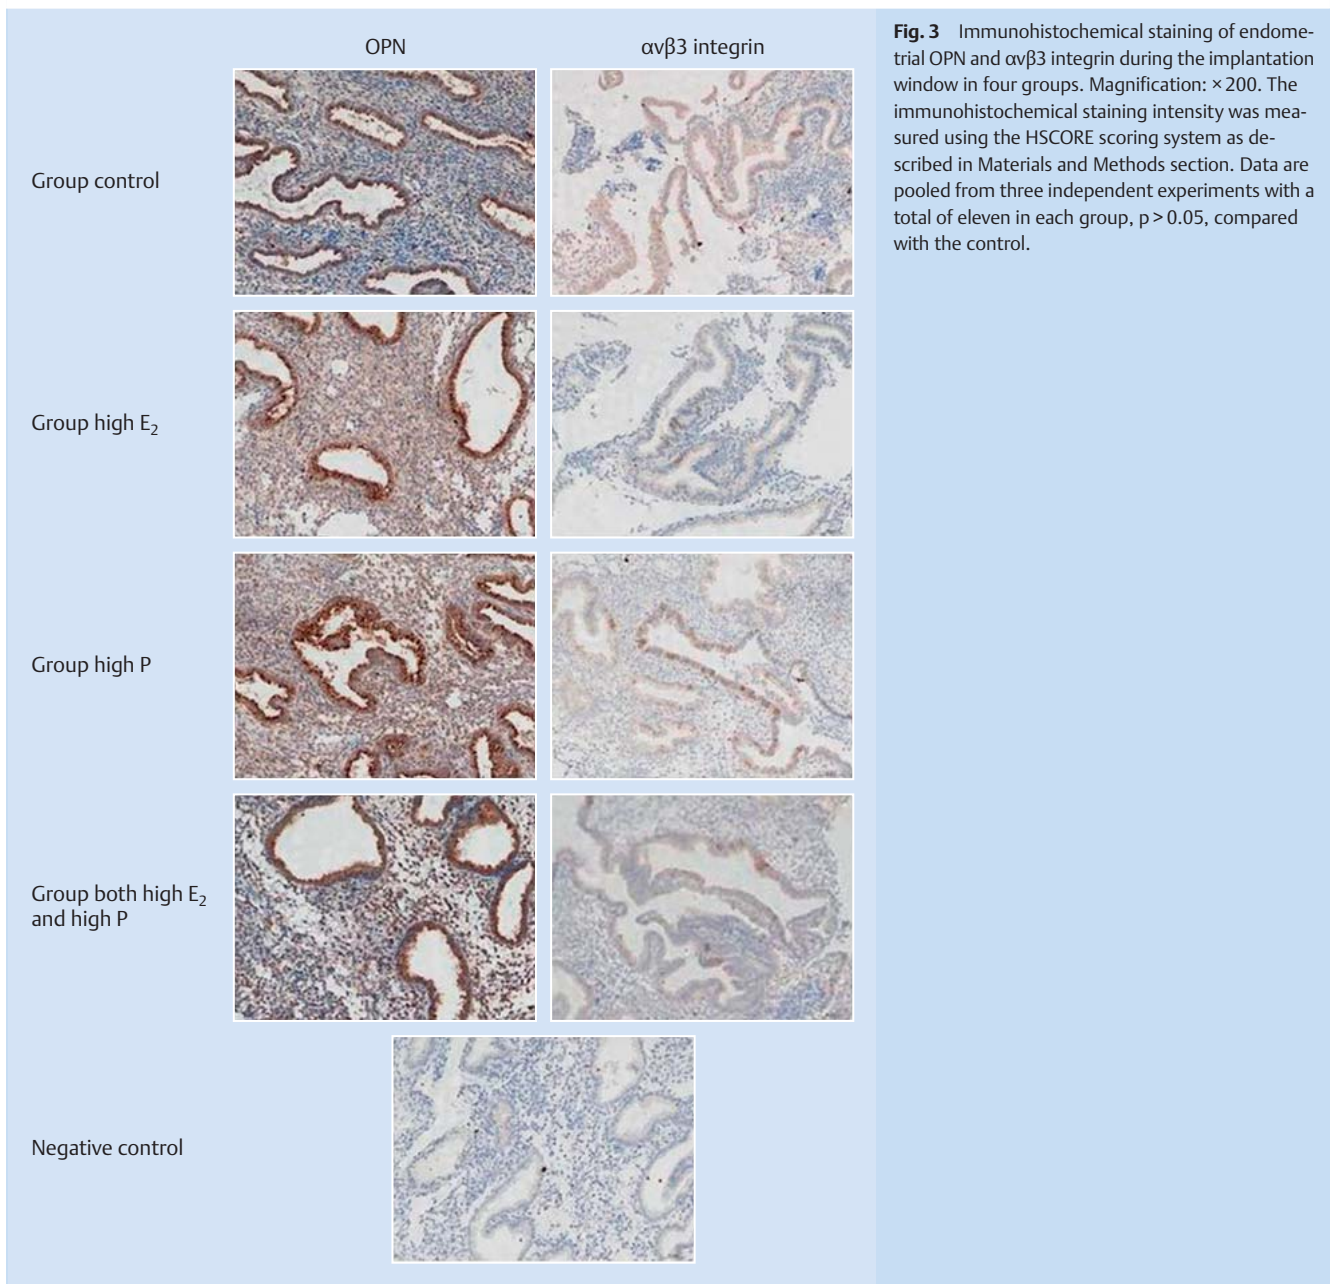 OPN
αvβ3 integrin
Group control
Group high E₂
Group high P
Group both high E₂
and high P
Negative control
Fig. 3 Immunohistochemical staining of endome-
trial OPN and αvβ3 integrin during the implantation
window in four groups. Magnification: × 200. The
immunohistochemical staining intensity was mea-
sured using the HSCORE scoring system as de-
scribed in Materials and Methods section. Data are
pooled from three independent experiments with a
total of eleven in each group, p > 0.05, compared
with the control.